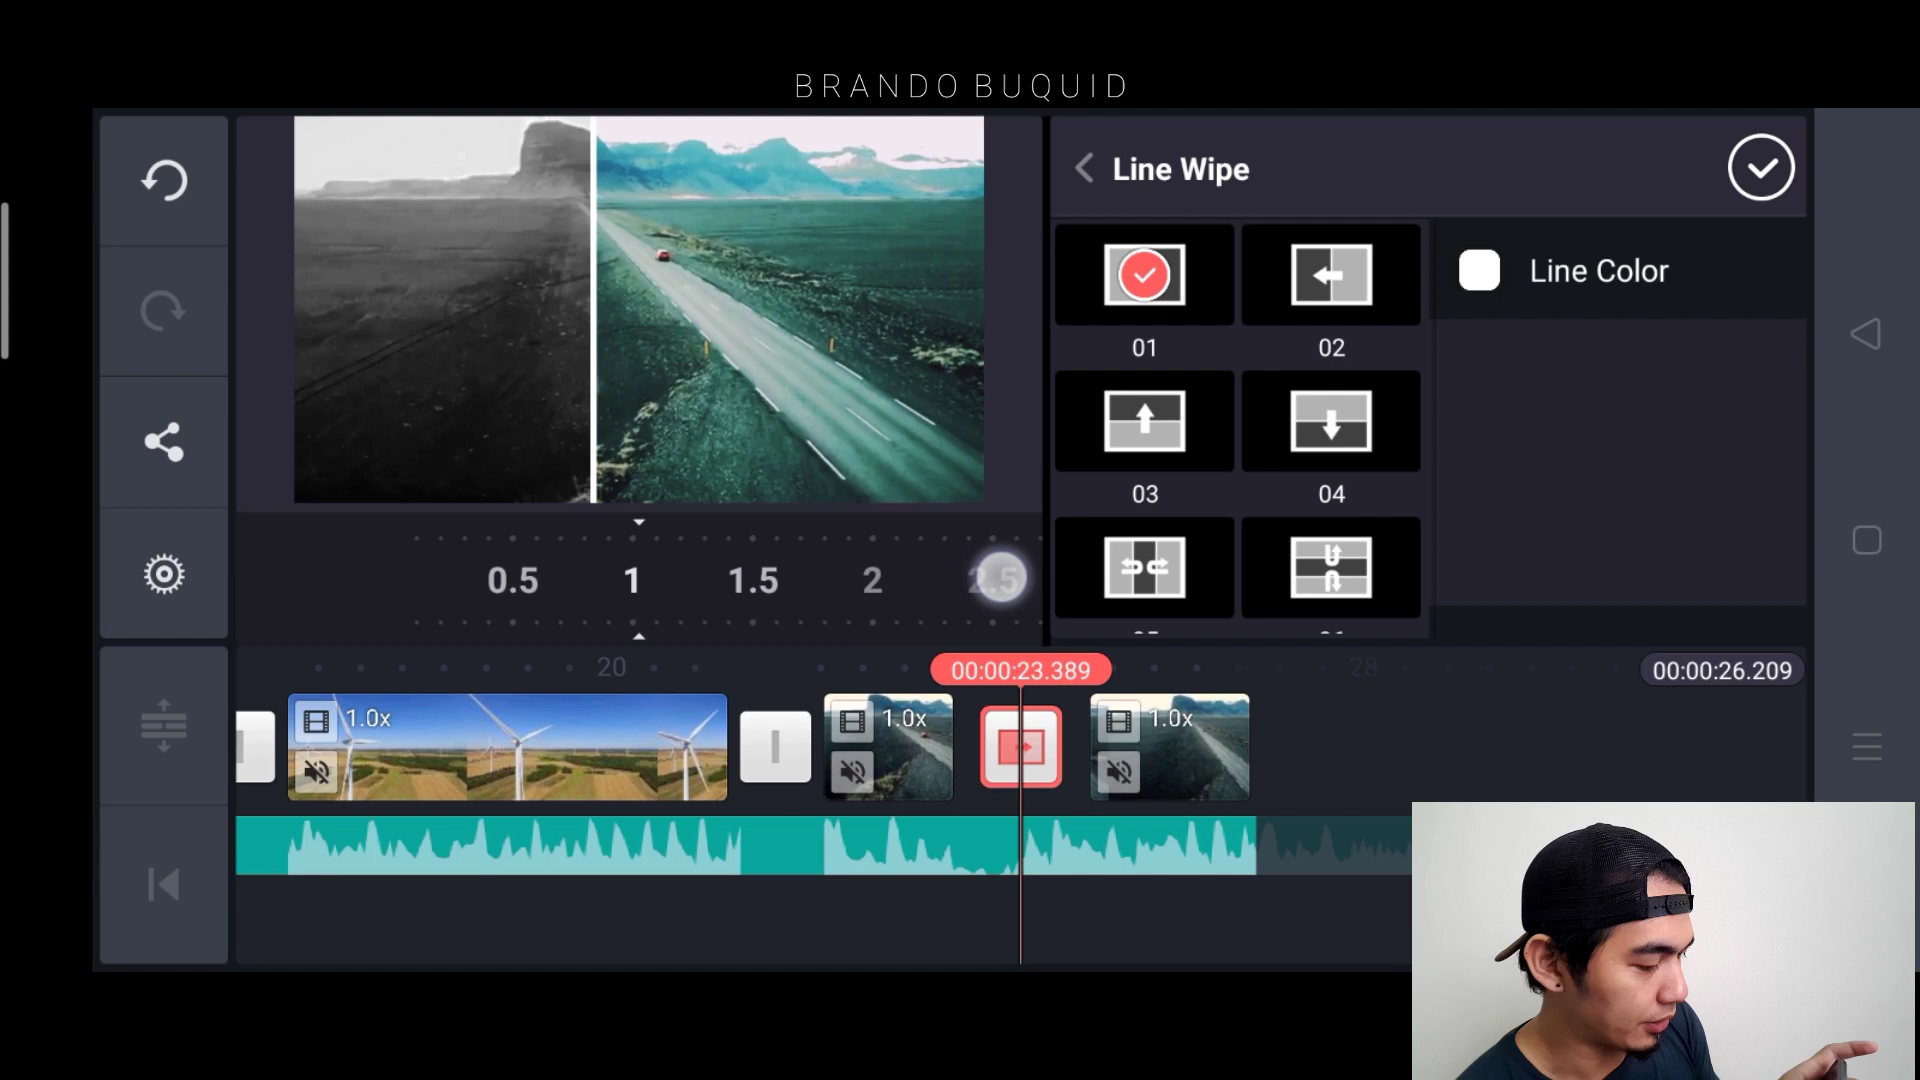 BRANDO BUQUID
Line Wipe
Line Color
01
02
03
04
0.5
1
1.5
2
2.5
20
00:00:23.389
28
00:00:26.209
1.0x
1.0x
1.0x